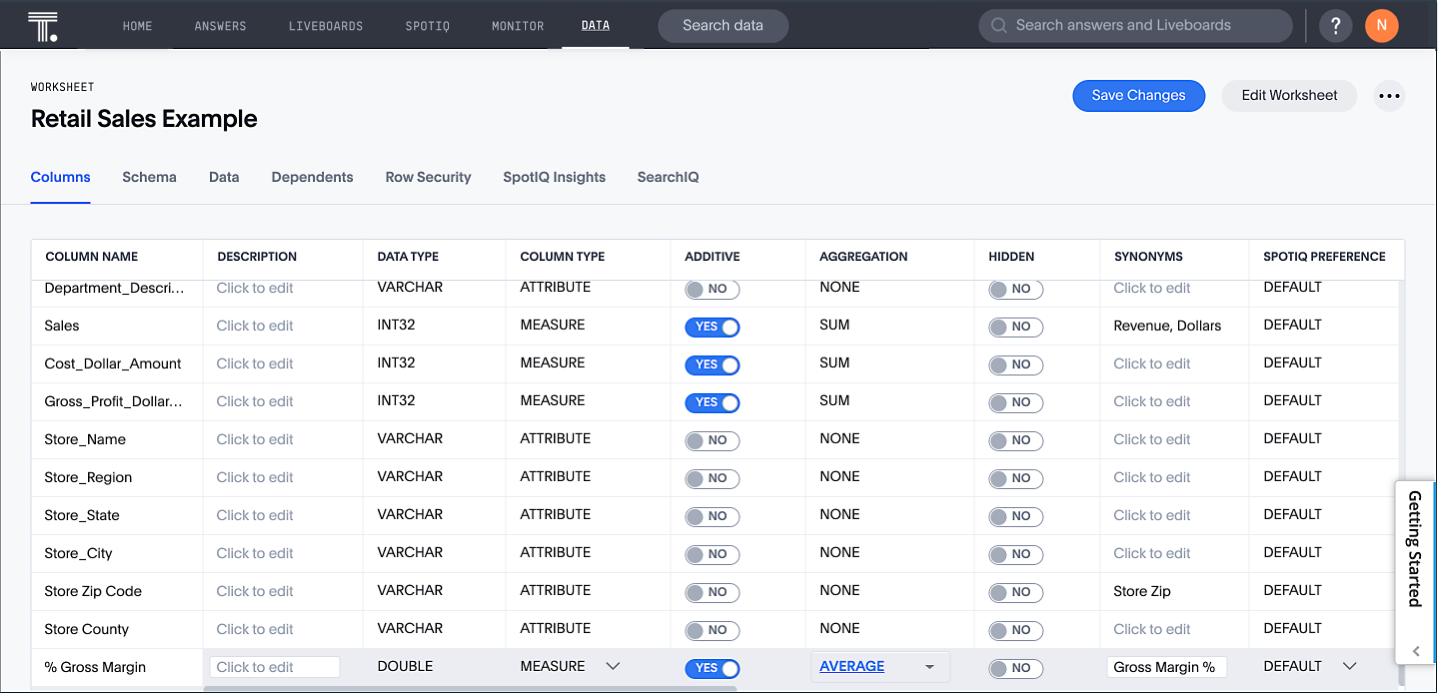 T.
HOME ANSWERS LIVEBOARDS SPOTIQ MONITOR DATA Search data Search answers and Liveboards ? N
WORKSHEET
Retail Sales Example
Save Changes Edit Worksheet
Columns Schema Data Dependents Row Security SpotIQ Insights SearchIQ
COLUMN NAME DESCRIPTION DATA TYPE COLUMN TYPE ADDITIVE AGGREGATION HIDDEN SYNONYMS SPOTIQ PREFERENCE
Department_Descri... Click to edit VARCHAR ATTRIBUTE NO NONE NO Click to edit DEFAULT
Sales Click to edit INT32 MEASURE YES SUM NO Revenue, Dollars DEFAULT
Cost_Dollar_Amount Click to edit INT32 MEASURE YES SUM NO Click to edit DEFAULT
Gross_Profit_Dollar... Click to edit INT32 MEASURE YES SUM NO Click to edit DEFAULT
Store_Name Click to edit VARCHAR ATTRIBUTE NO NONE NO Click to edit DEFAULT
Store_Region Click to edit VARCHAR ATTRIBUTE NO NONE NO Click to edit DEFAULT
Store_State Click to edit VARCHAR ATTRIBUTE NO NONE NO Click to edit DEFAULT
Store_City Click to edit VARCHAR ATTRIBUTE NO NONE NO Click to edit DEFAULT
Store Zip Code Click to edit VARCHAR ATTRIBUTE NO NONE NO Store Zip DEFAULT
Store County Click to edit VARCHAR ATTRIBUTE NO NONE NO Click to edit DEFAULT
% Gross Margin Click to edit DOUBLE MEASURE YES AVERAGE NO Gross Margin % DEFAULT
Getting Started